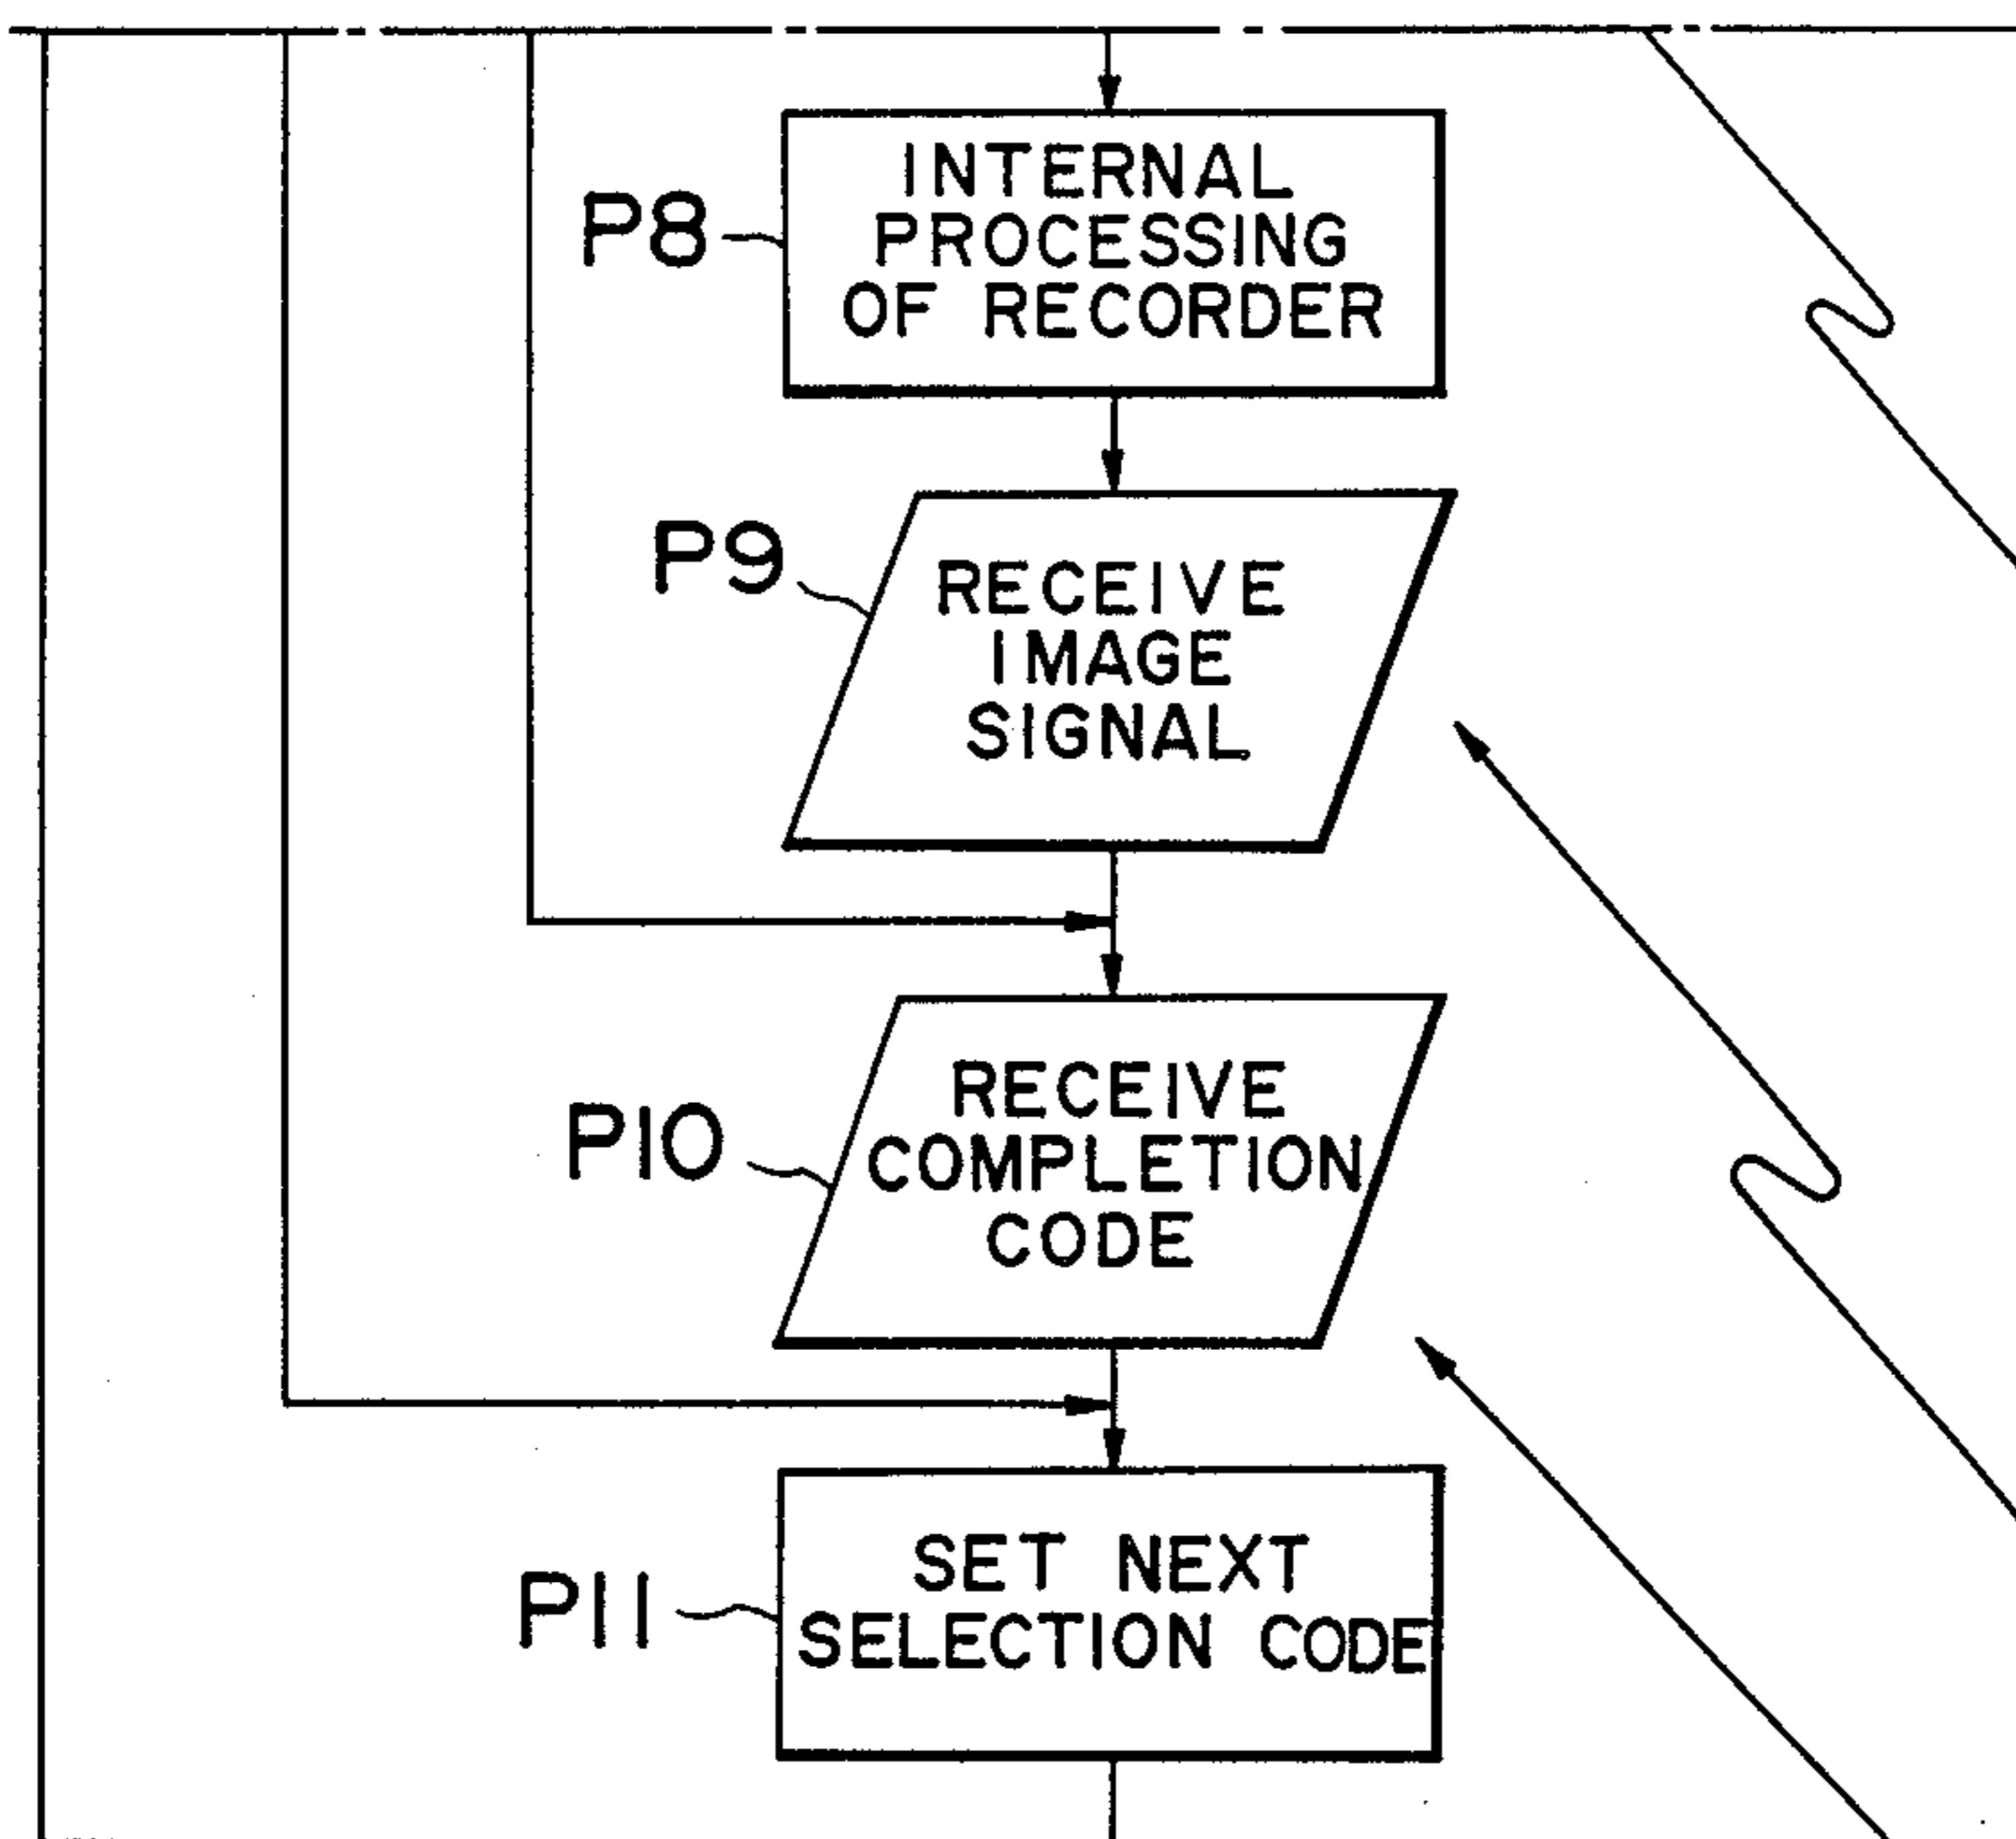 P8
INTERNAL
PROCESSING
OF RECORDER
P9
RECEIVE
IMAGE
SIGNAL
P10
RECEIVE
COMPLETION
CODE
P11
SET NEXT
SELECTION CODE